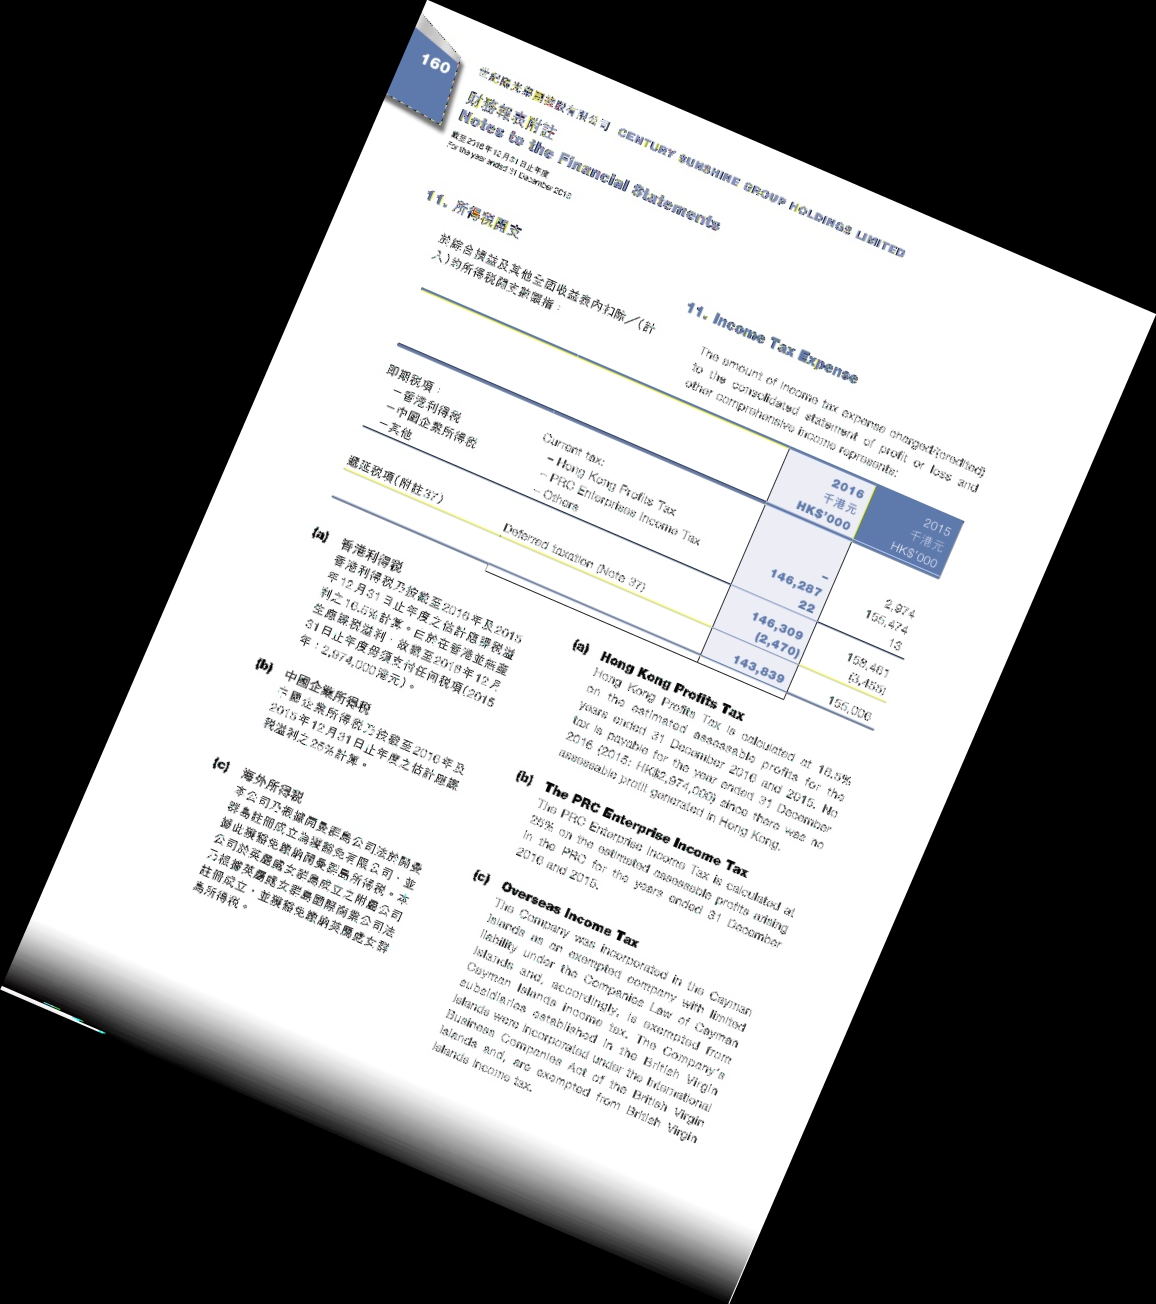 160
世紀陽光集團控股有限公司 CENTURY SUNSHINE GROUP HOLDINGS LIMITED
財務報表附註
Notes to the Financial Statements
截至2016年12月31日止年度
For the year ended 31 December 2016
11. 所得稅開支
於綜合損益及其他全面收益表內扣除／(計
入)的所得稅開支數額指：
11. Income Tax Expense
The amount of income tax expense charged/(credited)
to the consolidated statement of profit or loss and
other comprehensive income represents:
2016 2015
千港元 千港元
HK$'000 HK$'000
即期稅項： Current tax:
－香港利得稅 – Hong Kong Profits Tax – 2,974
－中國企業所得稅 – PRC Enterprises Income Tax 146,287 155,474
－其他 – Others 22 13
146,309 158,461
遞延稅項(附註37) Deferred taxation (Note 37) (2,470) (3,455)
143,839 155,006
(a) 香港利得稅
香港利得稅乃按截至2016年及2015
年12月31日止年度之估計應課稅溢
利之16.5%計算。由於在香港並無產
生應課稅溢利，故截至2016年12月
31日止年度毋須支付任何稅項(2015
年：2,974,000港元)。
(b) 中國企業所得稅
中國企業所得稅乃按截至2016年及
2015年12月31日止年度之估計應課
稅溢利之25%計算。
(c) 海外所得稅
本公司乃根據開曼群島公司法於開曼
群島註冊成立為獲豁免有限公司，並
據此獲豁免繳納開曼群島所得稅。本
公司於英屬處女群島成立之附屬公司
乃根據英屬處女群島國際商業公司法
註冊成立，並獲豁免繳納英屬處女群
島所得稅。
(a) Hong Kong Profits Tax
Hong Kong Profits Tax is calculated at 16.5%
on the estimated assessable profits for the
years ended 31 December 2016 and 2015. No
tax is payable for the year ended 31 December
2016 (2015: HK$2,974,000) since there was no
assessable profit generated in Hong Kong.
(b) The PRC Enterprise Income Tax
The PRC Enterprise Income Tax is calculated at
25% on the estimated assessable profits arising
in the PRC for the years ended 31 December
2016 and 2015.
(c) Overseas Income Tax
The Company was incorporated in the Cayman
Islands as an exempted company with limited
liability under the Companies Law of Cayman
Islands and, accordingly, is exempted from
Cayman Islands income tax. The Company's
subsidiaries established in the British Virgin
Islands were incorporated under the International
Business Companies Act of the British Virgin
Islands and, are exempted from British Virgin
Islands income tax.